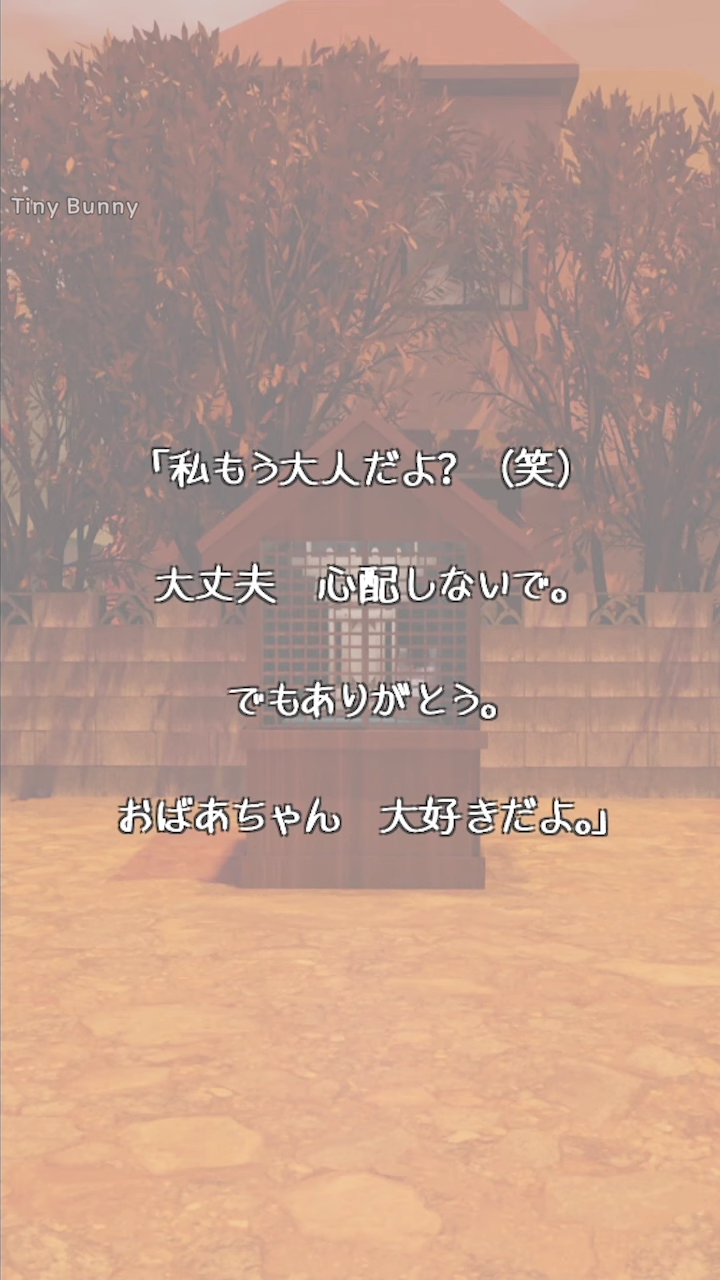 Tiny Bunny
「私もう大人だよ？　（笑）
大丈夫　心配しないで。
でもありがとう。
おばあちゃん　大好きだよ。」